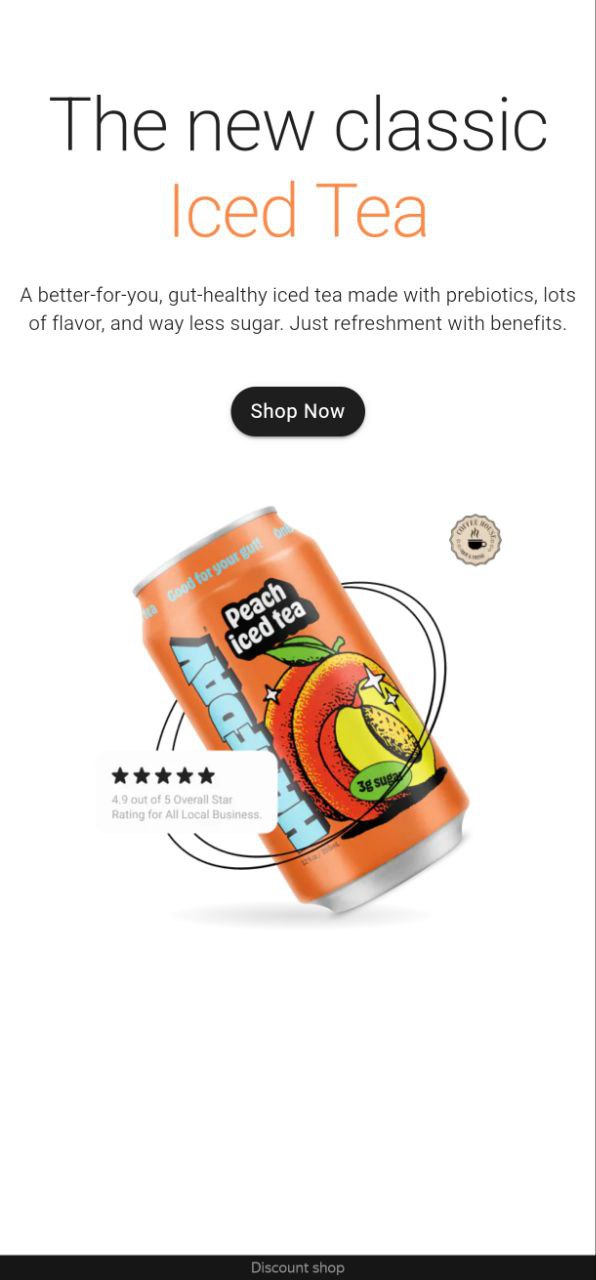 The new classic
Iced Tea
A better-for-you, gut-healthy iced tea made with prebiotics, lots
of flavor, and way less sugar. Just refreshment with benefits.
Shop Now
COFFEE HOUSE
Good for your gut!
Peach
iced tea
3g sugar
4.9 out of 5 Overall Star
Rating for All Local Business.
Discount shop